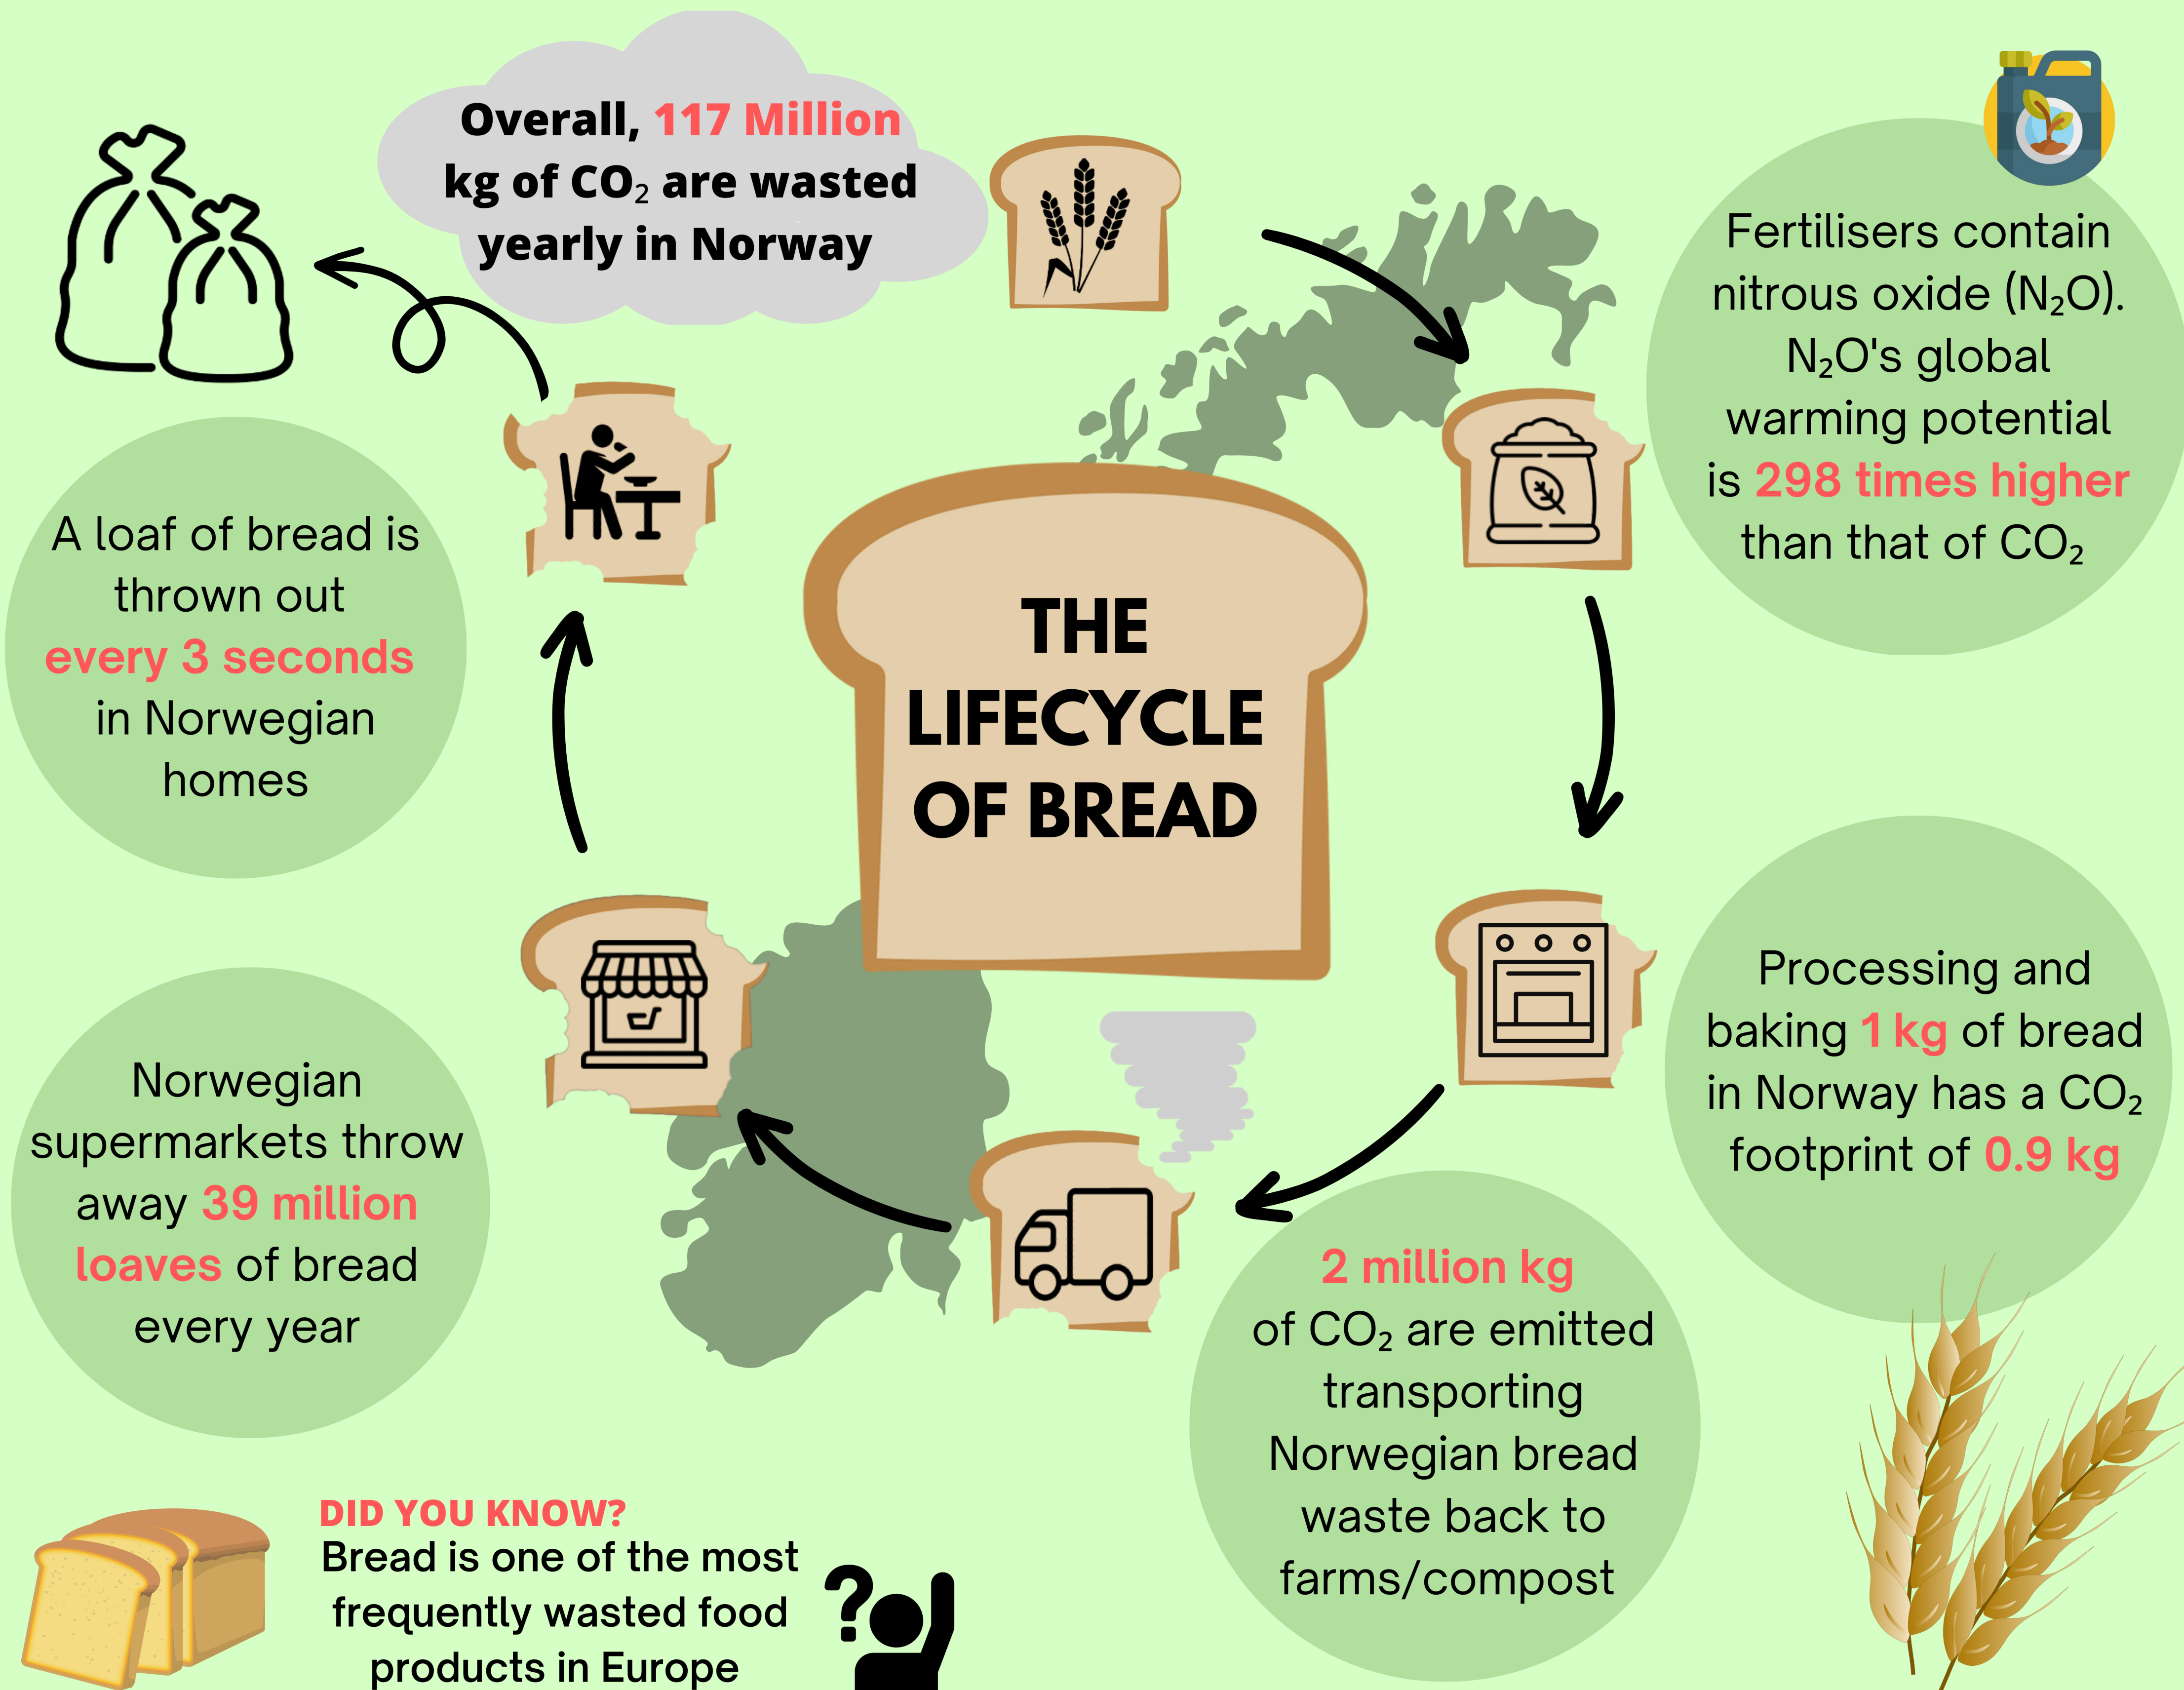 Overall, 117 Million
kg of CO₂ are wasted
yearly in Norway
Fertilisers contain
nitrous oxide (N₂O).
N₂O's global
warming potential
is 298 times higher
than that of CO₂
A loaf of bread is
thrown out
every 3 seconds
in Norwegian
homes
THE
LIFECYCLE
OF BREAD
Processing and
baking 1 kg of bread
in Norway has a CO₂
footprint of 0.9 kg
Norwegian
supermarkets throw
away 39 million
loaves of bread
every year
2 million kg
of CO₂ are emitted
transporting
Norwegian bread
waste back to
farms/compost
DID YOU KNOW?
Bread is one of the most
frequently wasted food
products in Europe
?